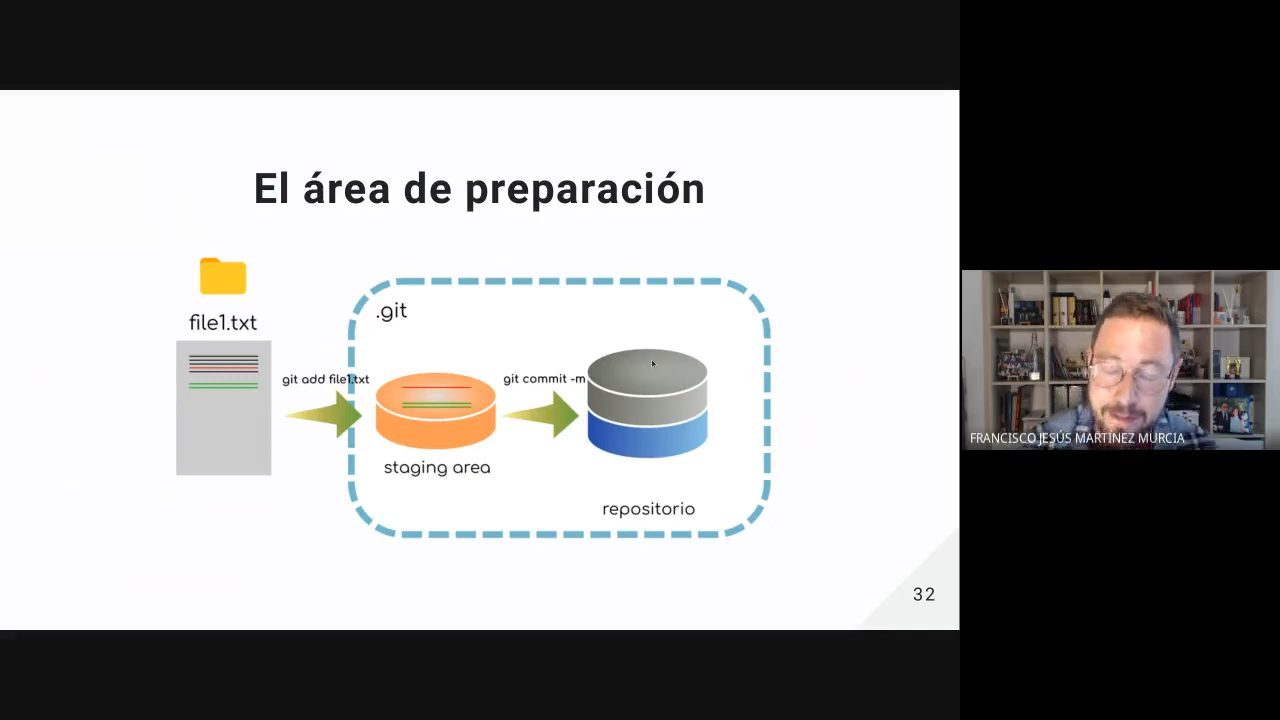 El área de preparación
file1.txt
.git
git add file1.txt
git commit -m
staging area
repositorio
32
FRANCISCO JESÚS MARTÍNEZ MURCIA